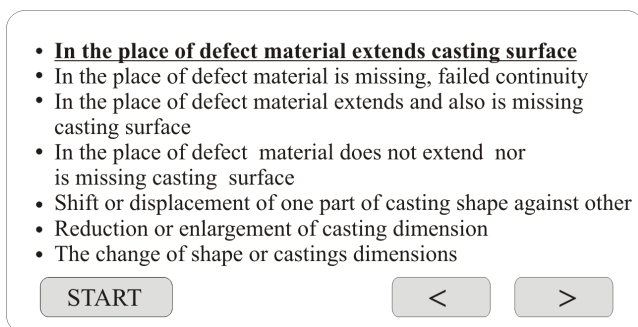 • In the place of defect material extends casting surface
• In the place of defect material is missing, failed continuity
• In the place of defect material extends and also is missing
casting surface
• In the place of defect material does not extend nor
is missing casting surface
• Shift or displacement of one part of casting shape against other
• Reduction or enlargement of casting dimension
• The change of shape or castings dimensions
START < >